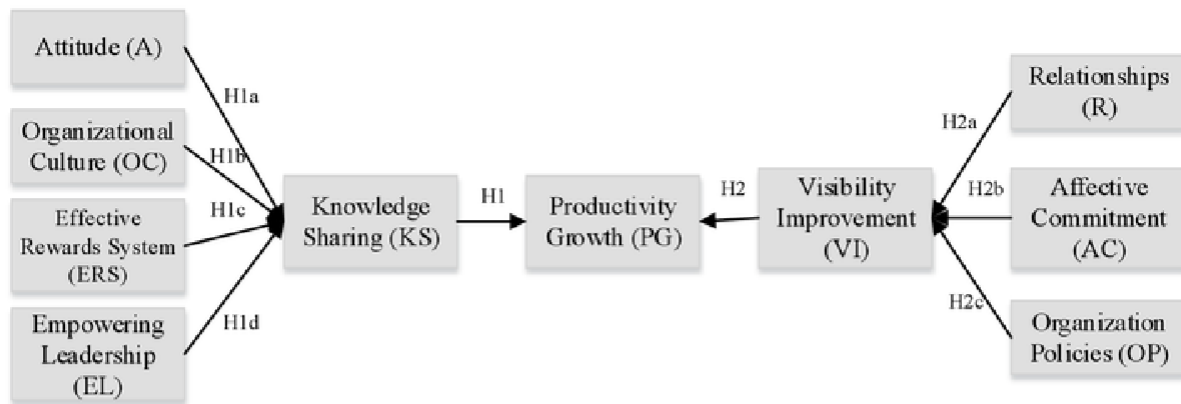 Attitude (A)
H1a
Organizational
Culture (OC)
H1b
Effective
Rewards System
(ERS)
H1c
Empowering
Leadership
(EL)
H1d
Knowledge
Sharing (KS)
H1
Productivity
Growth (PG)
H2
Visibility
Improvement
(VI)
H2a
Relationships
(R)
H2b
Affective
Commitment
(AC)
H2c
Organization
Policies (OP)